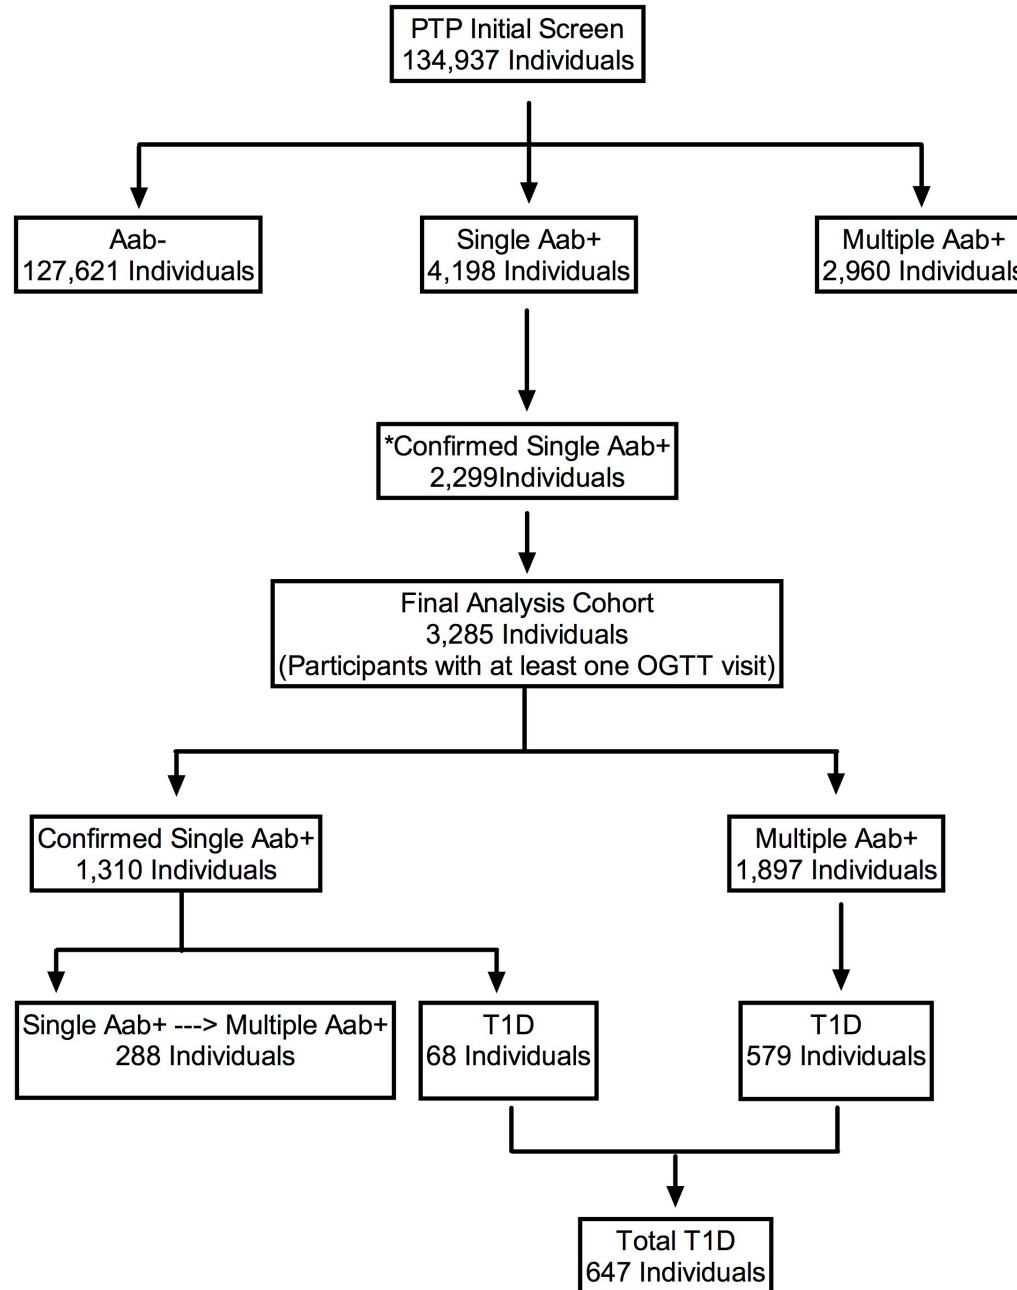 PTP Initial Screen
134,937 Individuals
Aab-
127,621 Individuals
Single Aab+
4,198 Individuals
Multiple Aab+
2,960 Individuals
*Confirmed Single Aab+
2,299Individuals
Final Analysis Cohort
3,285 Individuals
(Participants with at least one OGTT visit)
Confirmed Single Aab+
1,310 Individuals
Multiple Aab+
1,897 Individuals
Single Aab+ ---> Multiple Aab+
288 Individuals
T1D
68 Individuals
T1D
579 Individuals
Total T1D
647 Individuals